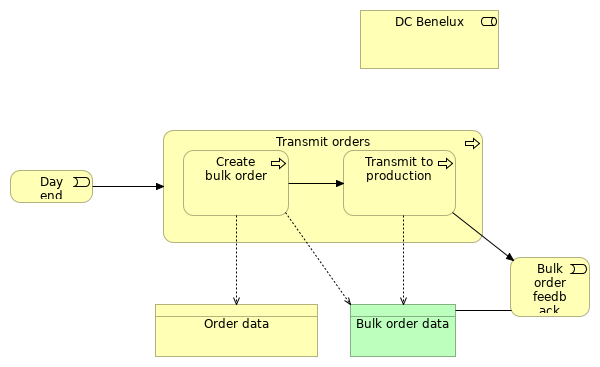 DC Benelux
Transmit orders
Create
bulk order
Transmit to
production
Day
end
Bulk
order
feedb
ack
Order data
Bulk order data